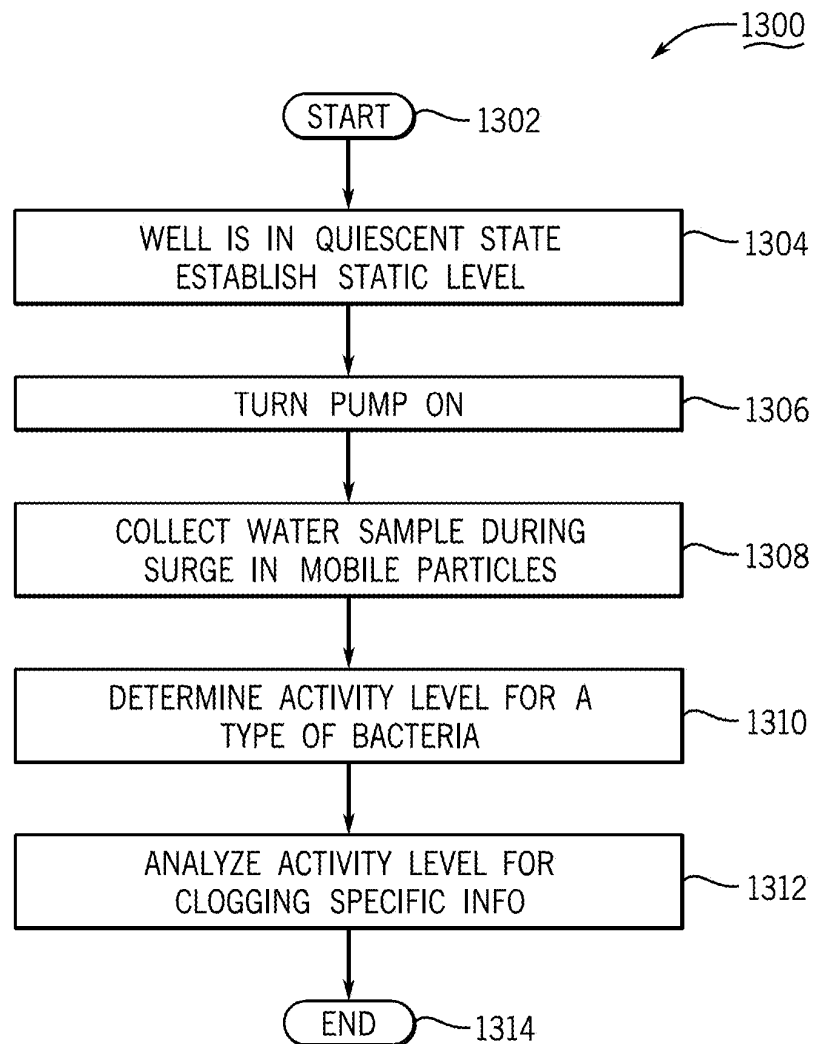 1300
START
1302
WELL IS IN QUIESCENT STATE
ESTABLISH STATIC LEVEL
1304
TURN PUMP ON
1306
COLLECT WATER SAMPLE DURING
SURGE IN MOBILE PARTICLES
1308
DETERMINE ACTIVITY LEVEL FOR A
TYPE OF BACTERIA
1310
ANALYZE ACTIVITY LEVEL FOR
CLOGGING SPECIFIC INFO
1312
END
1314